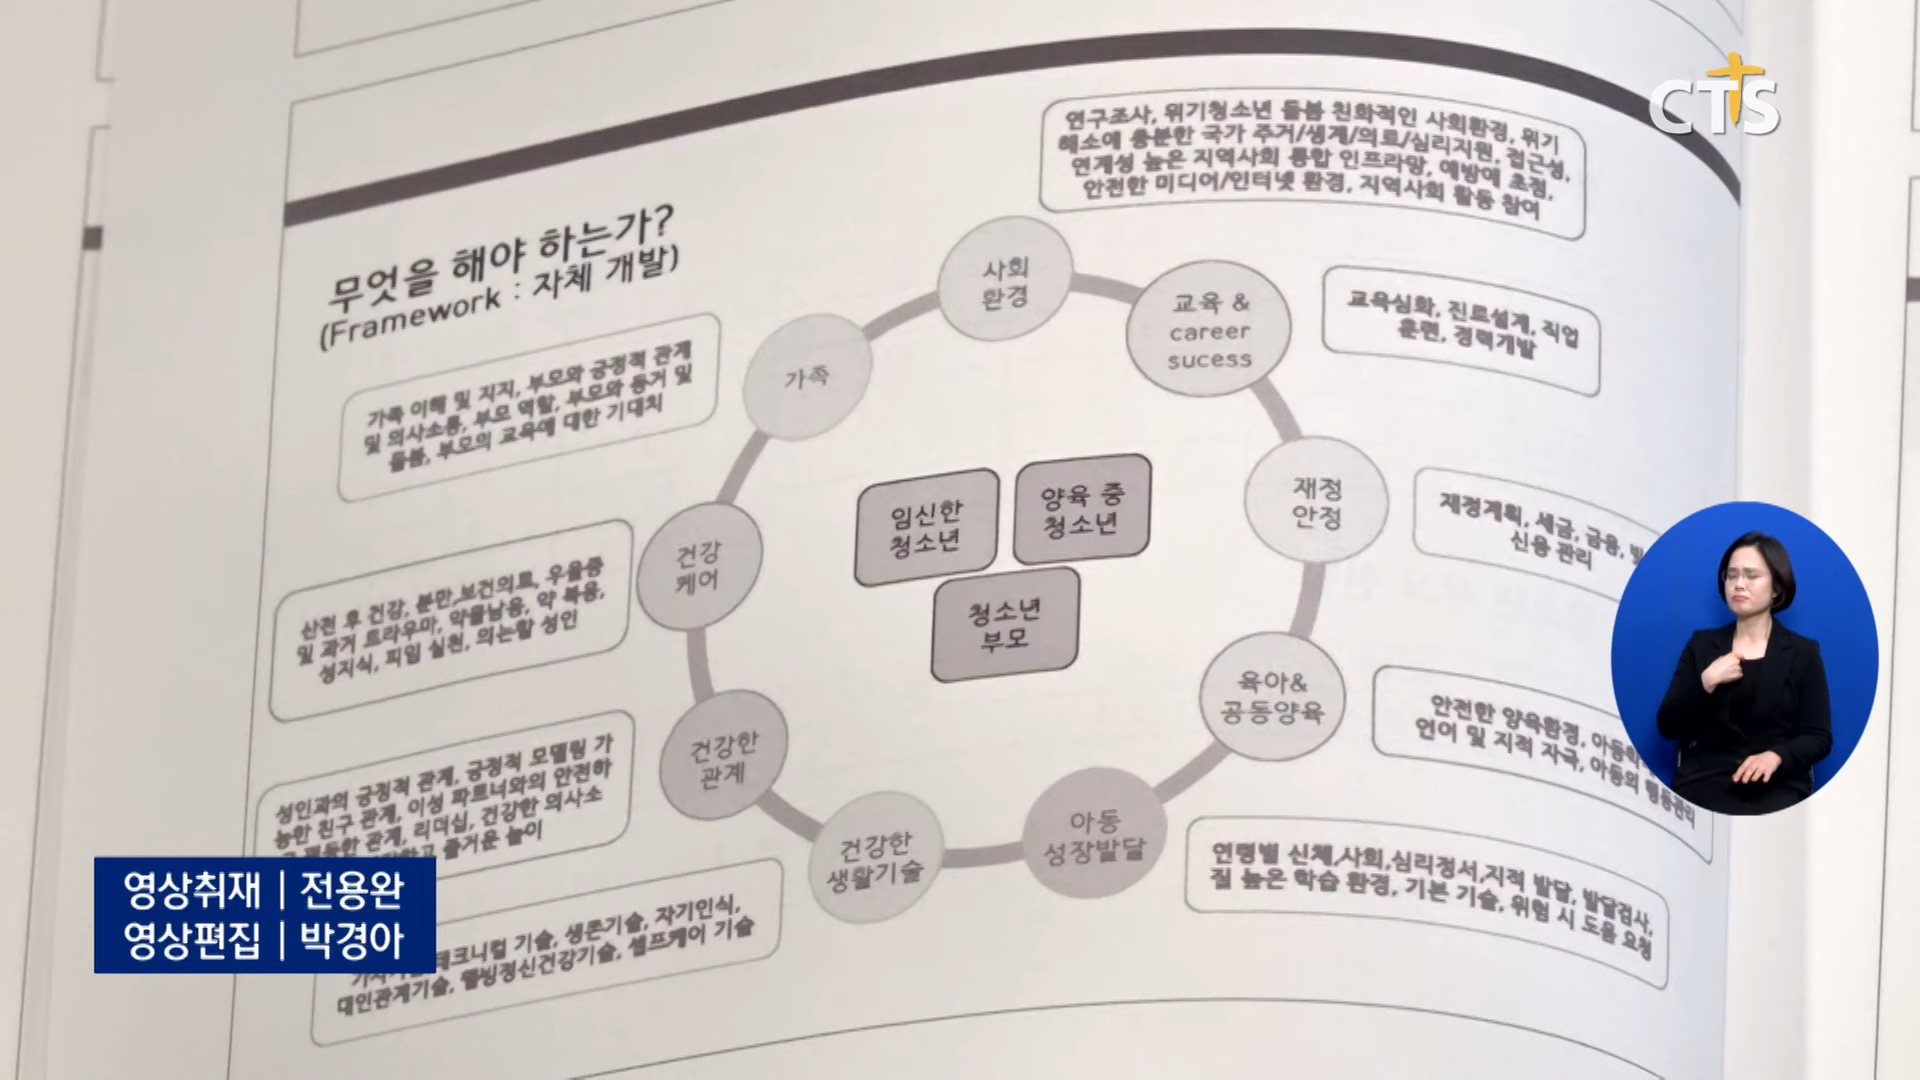 CTS
무엇을 해야 하는가?
(Framework : 자체 개발)
연구조사, 위기청소년 돌봄 친화적인 사회환경, 위기
해소에 충분한 국가 주거/생계/의료/심리지원, 접근성,
연계성 높은 지역사회 통합 인프라망, 예방에 초점,
안전한 미디어/인터넷 환경, 지역사회 활동 참여
사회
환경
교육 &
career
sucess
교육심화, 진로설계, 직업
훈련, 경력개발
가족
가족 이해 및 지지, 부모와 긍정적 관계
및 의사소통, 부모 역할, 부모와 동거 및
돌봄, 부모의 교육에 대한 기대치
재정
안정
재정계획, 세금, 금융,
신용 관리
임신한
청소년
양육 중
청소년
청소년
부모
건강
케어
산전 후 건강, 분만,보건의료, 우울증
및 과거 트라우마, 약물남용, 약 복용,
성지식, 피임 실천, 의논할 성인
육아&
공동양육
안전한 양육환경,
언어 및 지적 자극, 아동의 행동관리
건강한
관계
성인과의 긍정적 관계, 긍정적 모델링 가
능한 친구 관계, 이성 파트너와의 안전하
고 평등한 관계, 리더십, 건강한 의사소
즐거운 놀이
아동
성장발달
연령별 신체,사회,심리정서,지적 발달, 발달검사,
질 높은 학습 환경, 기본 기술, 위험 시 도움 요청
건강한
생활기술
테크니컬 기술, 생존기술, 자기인식,
대인관계기술, 웰빙정신건강기술, 셀프케어 기술
영상취재 | 전용완
영상편집 | 박경아